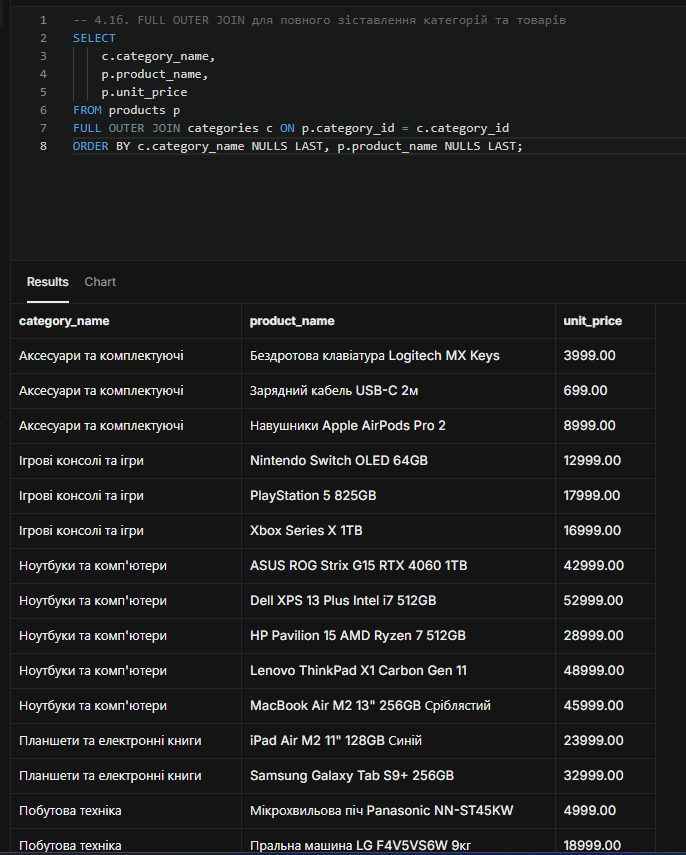 1 -- 4.16. FULL OUTER JOIN для повного зіставлення категорій та товарів
2 SELECT
3 c.category_name,
4 p.product_name,
5 p.unit_price
6 FROM products p
7 FULL OUTER JOIN categories c ON p.category_id = c.category_id
8 ORDER BY c.category_name NULLS LAST, p.product_name NULLS LAST;
Results Chart
category_name product_name unit_price
Аксесуари та комплектуючі Бездротова клавіатура Logitech MX Keys 3999.00
Аксесуари та комплектуючі Зарядний кабель USB-C 2м 699.00
Аксесуари та комплектуючі Навушники Apple AirPods Pro 2 8999.00
Ігрові консолі та ігри Nintendo Switch OLED 64GB 12999.00
Ігрові консолі та ігри PlayStation 5 825GB 17999.00
Ігрові консолі та ігри Xbox Series X 1TB 16999.00
Ноутбуки та комп'ютери ASUS ROG Strix G15 RTX 4060 1TB 42999.00
Ноутбуки та комп'ютери Dell XPS 13 Plus Intel i7 512GB 52999.00
Ноутбуки та комп'ютери HP Pavilion 15 AMD Ryzen 7 512GB 28999.00
Ноутбуки та комп'ютери Lenovo ThinkPad X1 Carbon Gen 11 48999.00
Ноутбуки та комп'ютери MacBook Air M2 13" 256GB Сріблястий 45999.00
Планшети та електронні книги iPad Air M2 11" 128GB Синій 23999.00
Планшети та електронні книги Samsung Galaxy Tab S9+ 256GB 32999.00
Побутова техніка Мікрохвильова піч Panasonic NN-ST45KW 4999.00
Побутова техніка Пральна машина LG F4V5VS6W 9кг 18999.00